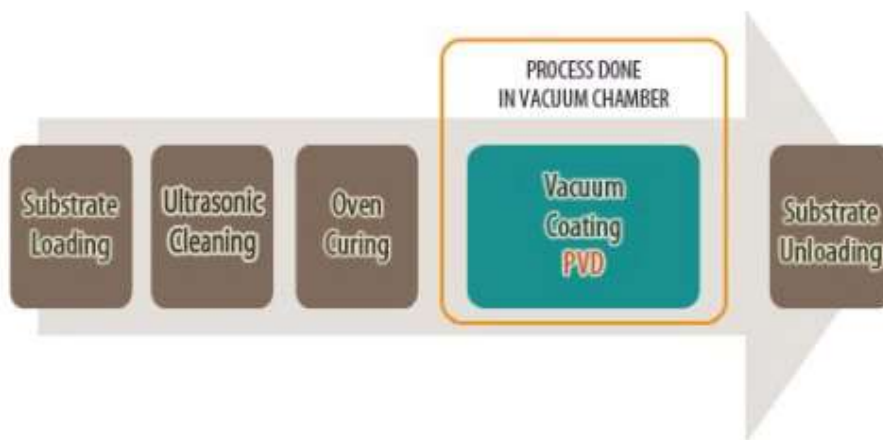 PROCESS DONE
IN VACUUM CHAMBER
Substrate
Loading
Ultrasonic
Cleaning
Oven
Curing
Vacuum
Coating
PVD
Substrate
Unloading